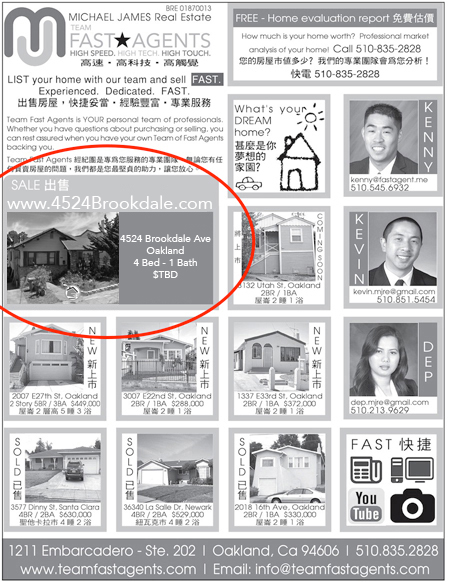 BRE 01870013
MICHAEL JAMES Real Estate
TEAM
FAST★AGENTS
HIGH SPEED. HIGH TECH. HIGH TOUCH.
高速・高科技・高觸覺
LIST your home with our team and sell FAST.
Experienced. Dedicated. FAST.
出售房屋，快捷妥當・經驗豐富・專業服務
Team Fast Agents is YOUR personal team of professionals.
Whether you have questions about purchasing or selling, you
can rest assured when you have your own Team of Fast Agents
backing you.
Team Fast Agents 經紀團是專爲您服務的專業團隊。無論您有任
何買賣房屋的問題，我們都是您最堅貞的助力，讓您放心
FREE - Home evaluation report 免費估價
How much is your home worth? Professional market
analysis of your home! Call 510-835-2828
您的房屋市值多少？我們的專業團隊會爲您分析！
快電 510-835-2828
What's your
DREAM
home?
甚麼是你
夢想的
家園?
KENNY
kenny@fastagent.me
510.545.6932
SALE 出售
www.4524Brookdale.com
4524 Brookdale Ave
Oakland
4 Bed - 1 Bath
$TBD
即將上市
COMING SOON
5132 Utah St, Oakland
2BR / 1BA
屋崙 2 睡 1 浴
KEVIN
kevin.mjre@gmail.com
510.851.5454
NEW 新上市
2007 E27th St, Oakland
2 Story 5BR / 3BA $449,000
屋崙 2 層高 5 睡 3 浴
NEW 新上市
3007 E22nd St, Oakland
2BR / 1BA $288,000
屋崙 2 睡 1 浴
1337 E33rd St, Oakland
2BR / 1BA $372,000
屋崙 2 睡 1 浴
DEP
dep.mjre@gmail.com
510.213.9629
SOLD 已售
3577 Dinny St, Santa Clara
4BR / 2BA $630,000
聖他卡拉市 4 睡 2 浴
SOLD 已售
36340 La Salle Dr, Newark
4BR / 2BA $529,000
紐瓦克市 4 睡 2 浴
SOLD 已售
2018 16th Ave, Oakland
2BR / 1BA $330,000
屋崙 2 睡 1 浴
FAST 快捷
You
Tube
1211 Embarcadero - Ste. 202 | Oakland, Ca 94606 | 510.835.2828
www.teamfastagents.com | Email: info@teamfastagents.com